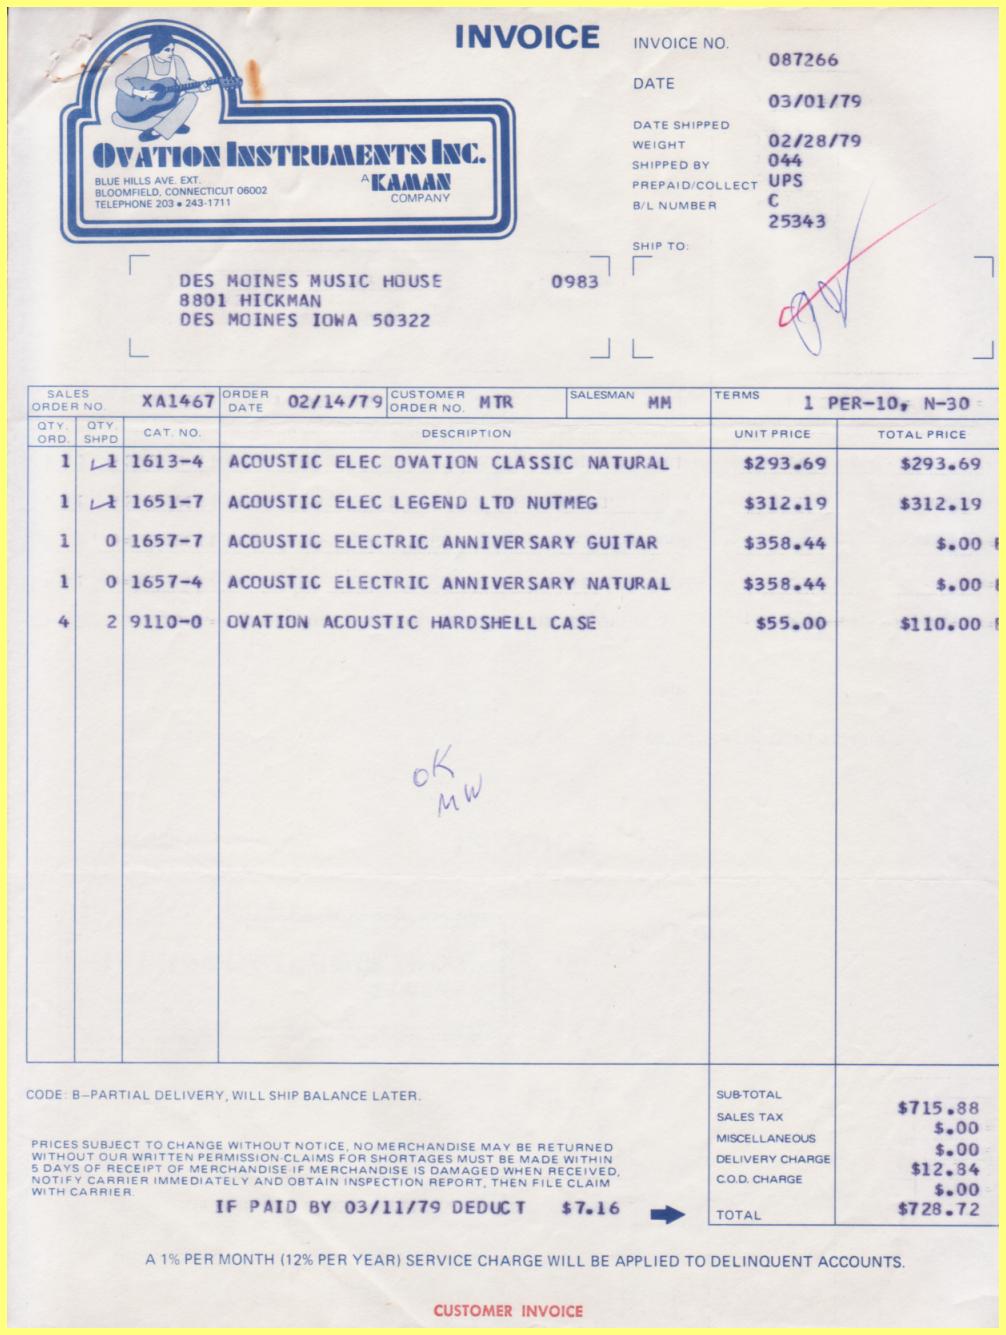 INVOICE
INVOICE NO.
087266
DATE
03/01/79
DATE SHIPPED
02/28/79
WEIGHT
044
SHIPPED BY
UPS
PREPAID/COLLECT
C
B/L NUMBER
25343
OVATION INSTRUMENTS INC.
BLUE HILLS AVE. EXT.
BLOOMFIELD, CONNECTICUT 06002
TELEPHONE 203 • 243-1711
A KAMAN
COMPANY
SHIP TO:
DES MOINES MUSIC HOUSE 0983
8801 HICKMAN
DES MOINES IOWA 50322
SALES ORDER NO. XA1467 ORDER DATE 02/14/79 CUSTOMER ORDER NO. MTR SALESMAN MM TERMS 1 PER-10, N-30
QTY. ORD. QTY. SHPD CAT. NO. DESCRIPTION UNIT PRICE TOTAL PRICE
1 1 1613-4 ACOUSTIC ELEC OVATION CLASSIC NATURAL $293.69 $293.69
1 1 1651-7 ACOUSTIC ELEC LEGEND LTD NUTMEG $312.19 $312.19
1 0 1657-7 ACOUSTIC ELECTRIC ANNIVERSARY GUITAR $358.44 $.00
1 0 1657-4 ACOUSTIC ELECTRIC ANNIVERSARY NATURAL $358.44 $.00
4 2 9110-0 OVATION ACOUSTIC HARDSHELL CASE $55.00 $110.00
OK
MW
CODE: B—PARTIAL DELIVERY, WILL SHIP BALANCE LATER.
SUB-TOTAL $715.88
SALES TAX $.00
MISCELLANEOUS $.00
DELIVERY CHARGE $12.84
C.O.D. CHARGE $.00
TOTAL $728.72
PRICES SUBJECT TO CHANGE WITHOUT NOTICE, NO MERCHANDISE MAY BE RETURNED
WITHOUT OUR WRITTEN PERMISSION-CLAIMS FOR SHORTAGES MUST BE MADE WITHIN
5 DAYS OF RECEIPT OF MERCHANDISE-IF MERCHANDISE IS DAMAGED WHEN RECEIVED,
NOTIFY CARRIER IMMEDIATELY AND OBTAIN INSPECTION REPORT, THEN FILE CLAIM
WITH CARRIER.
IF PAID BY 03/11/79 DEDUCT $7.16
A 1% PER MONTH (12% PER YEAR) SERVICE CHARGE WILL BE APPLIED TO DELINQUENT ACCOUNTS.
CUSTOMER INVOICE